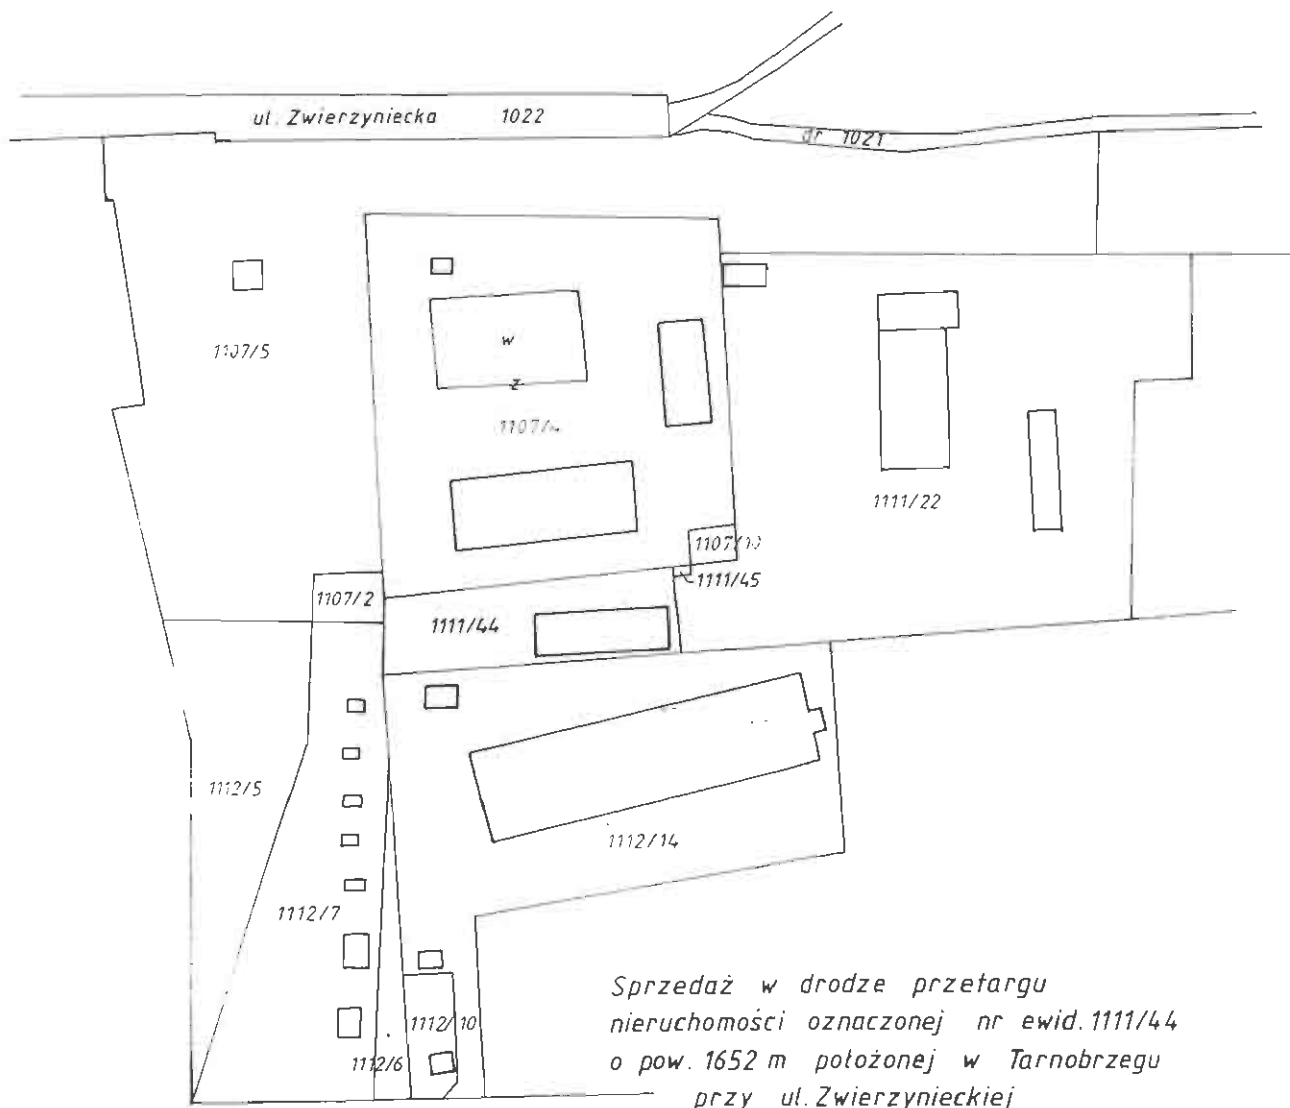 ul. Zwierzyniecka 1022
dr 1021
1107/5
w
z
1107/4
1111/22
1107/10
1111/45
1107/2
1111/44
1112/5
1112/14
1112/7
1112/10
1112/6
Sprzedaż w drodze przetargu
nieruchomości oznaczonej nr ewid. 1111/44
o pow. 1652 m położonej w Tarnobrzegu
przy ul. Zwierzynieckiej